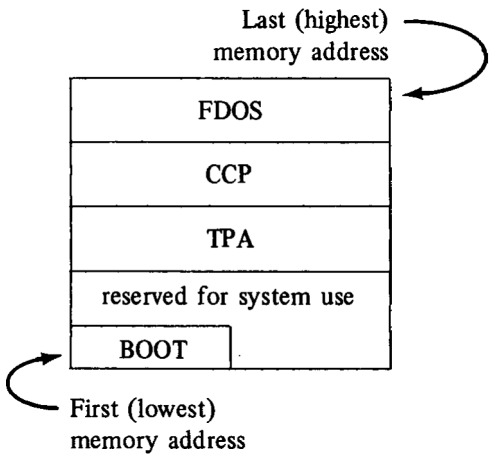 Last (highest)
memory address
FDOS
CCP
TPA
reserved for system use
BOOT
First (lowest)
memory address